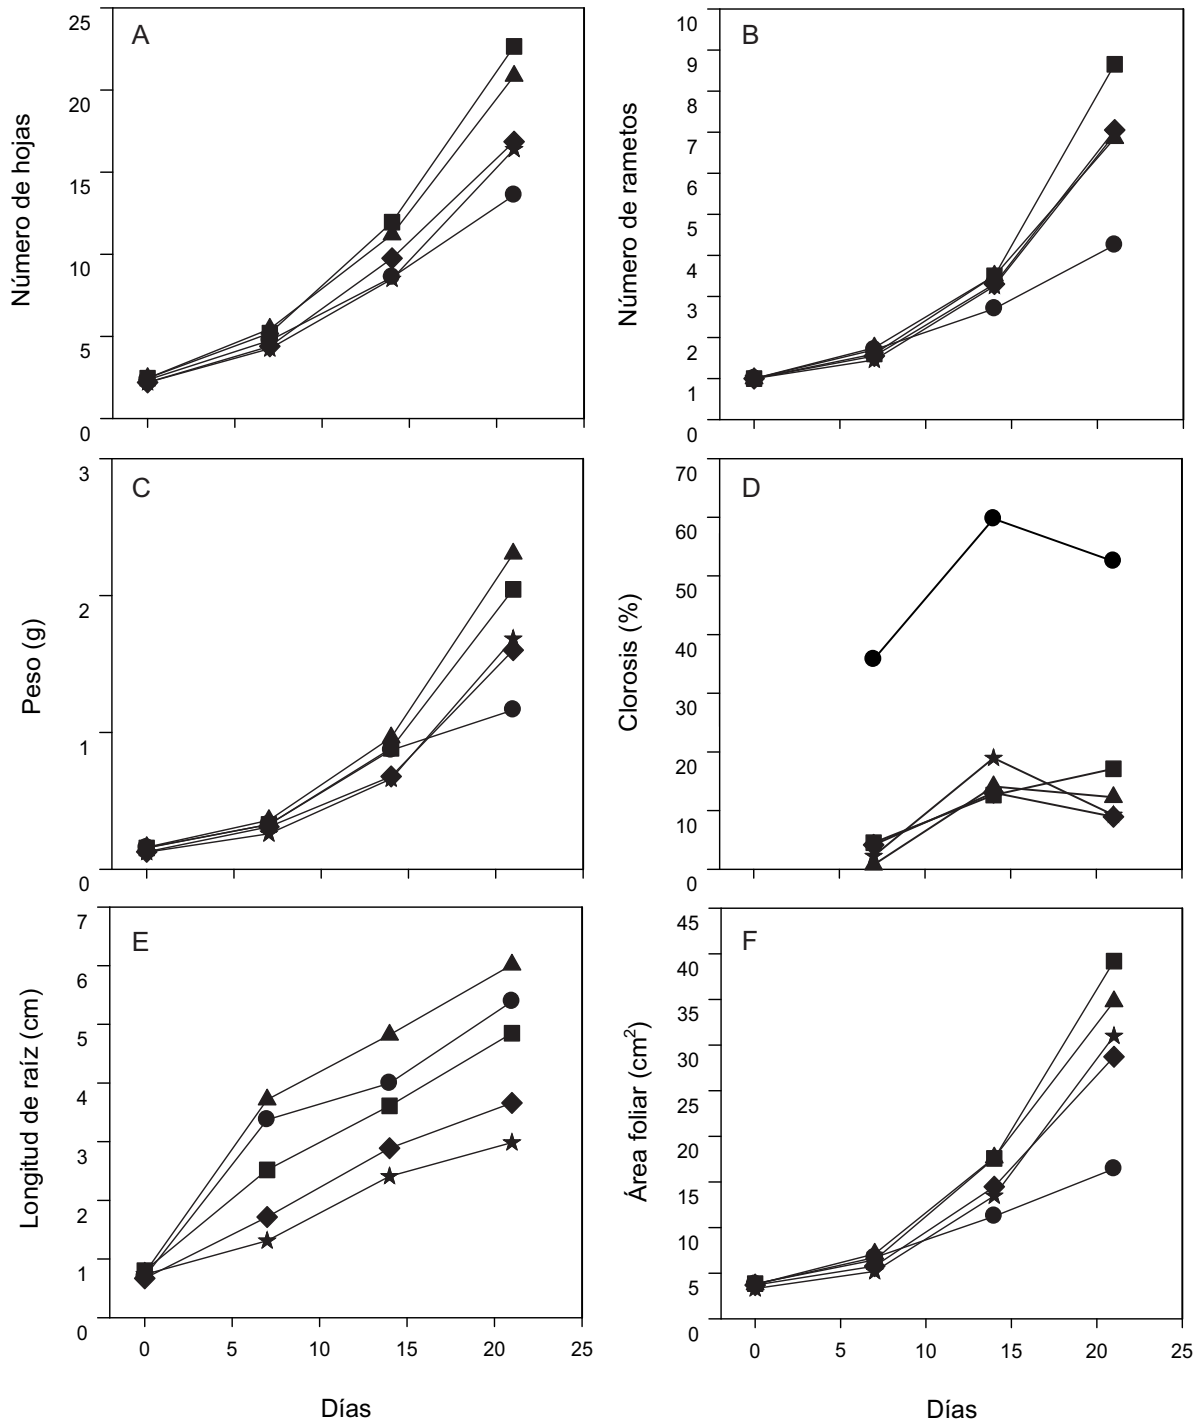 A
Número de hojas
25
20
15
10
5
0
B
Número de rametos
10
9
8
7
6
5
4
3
2
1
0
C
Peso (g)
3
2
1
0
D
Clorosis (%)
70
60
50
40
30
20
10
0
E
Longitud de raíz (cm)
7
6
5
4
3
2
1
0
0 5 10 15 20 25
Días
F
Área foliar (cm²)
45
40
35
30
25
20
15
10
5
0
0 5 10 15 20 25
Días